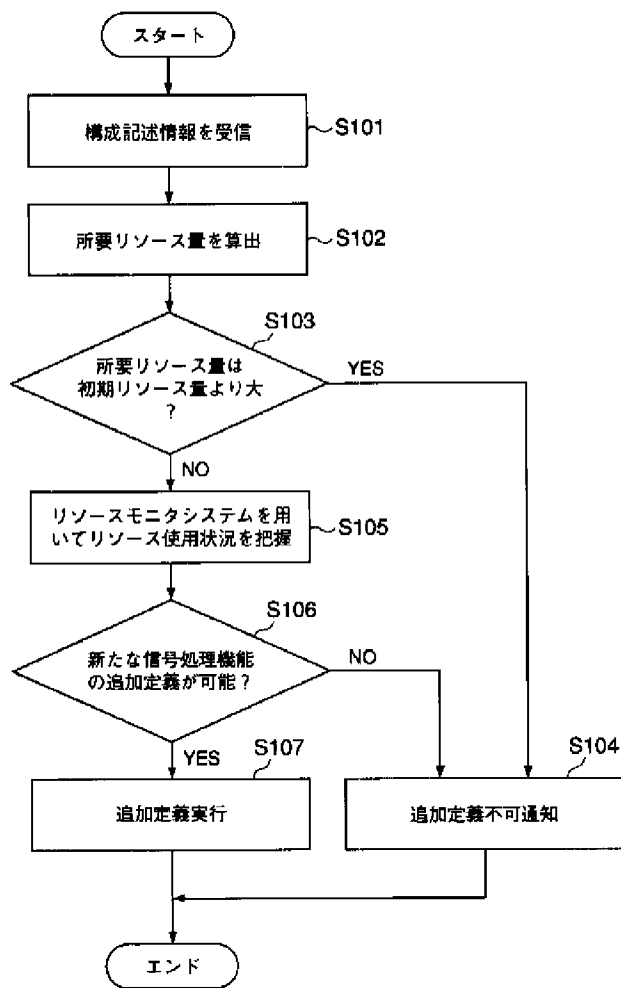 スタート
構成記述情報を受信
S101
所要リソース量を算出
S102
S103
所要リソース量は
初期リソース量より大
?
YES
NO
リソースモニタシステムを用
いてリソース使用状況を把握
S105
S106
新たな信号処理機能
の追加定義が可能?
NO
YES
S107
追加定義実行
S104
追加定義不可通知
エンド